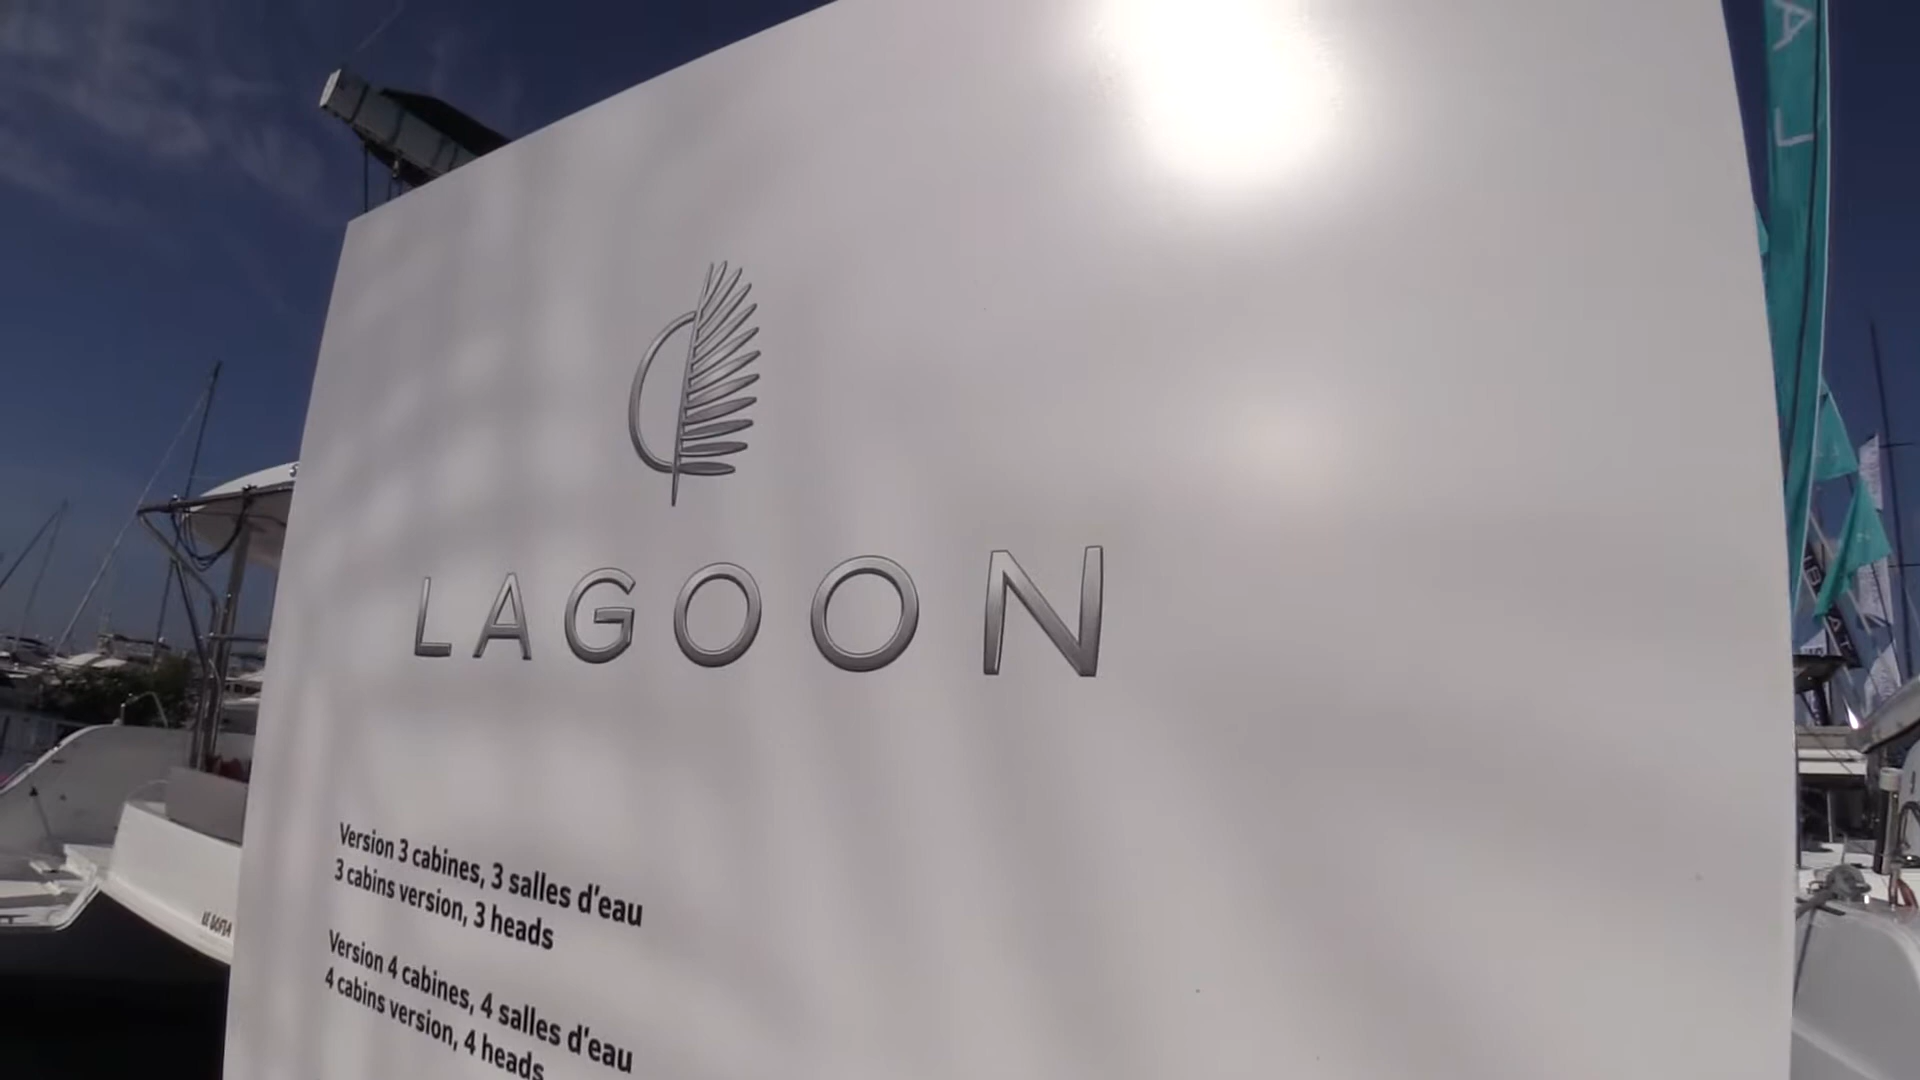 LAGOON
Version 3 cabines, 3 salles d'eau
3 cabins version, 3 heads
Version 4 cabines, 4 salles d'eau
4 cabins version, 4 heads